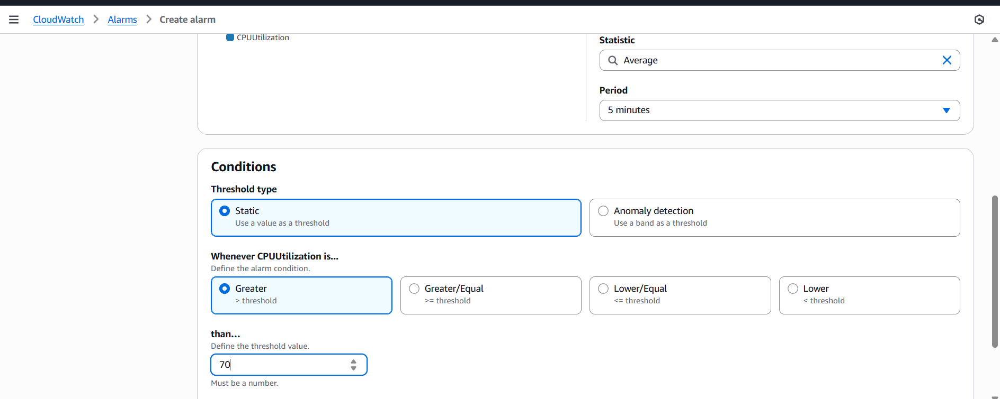 CloudWatch > Alarms > Create alarm
CPUUtilization
Statistic
Average
Period
5 minutes
Conditions
Threshold type
Static
Use a value as a threshold
Anomaly detection
Use a band as a threshold
Whenever CPUUtilization is...
Define the alarm condition.
Greater
> threshold
Greater/Equal
>= threshold
Lower/Equal
<= threshold
Lower
< threshold
than...
Define the threshold value.
70
Must be a number.